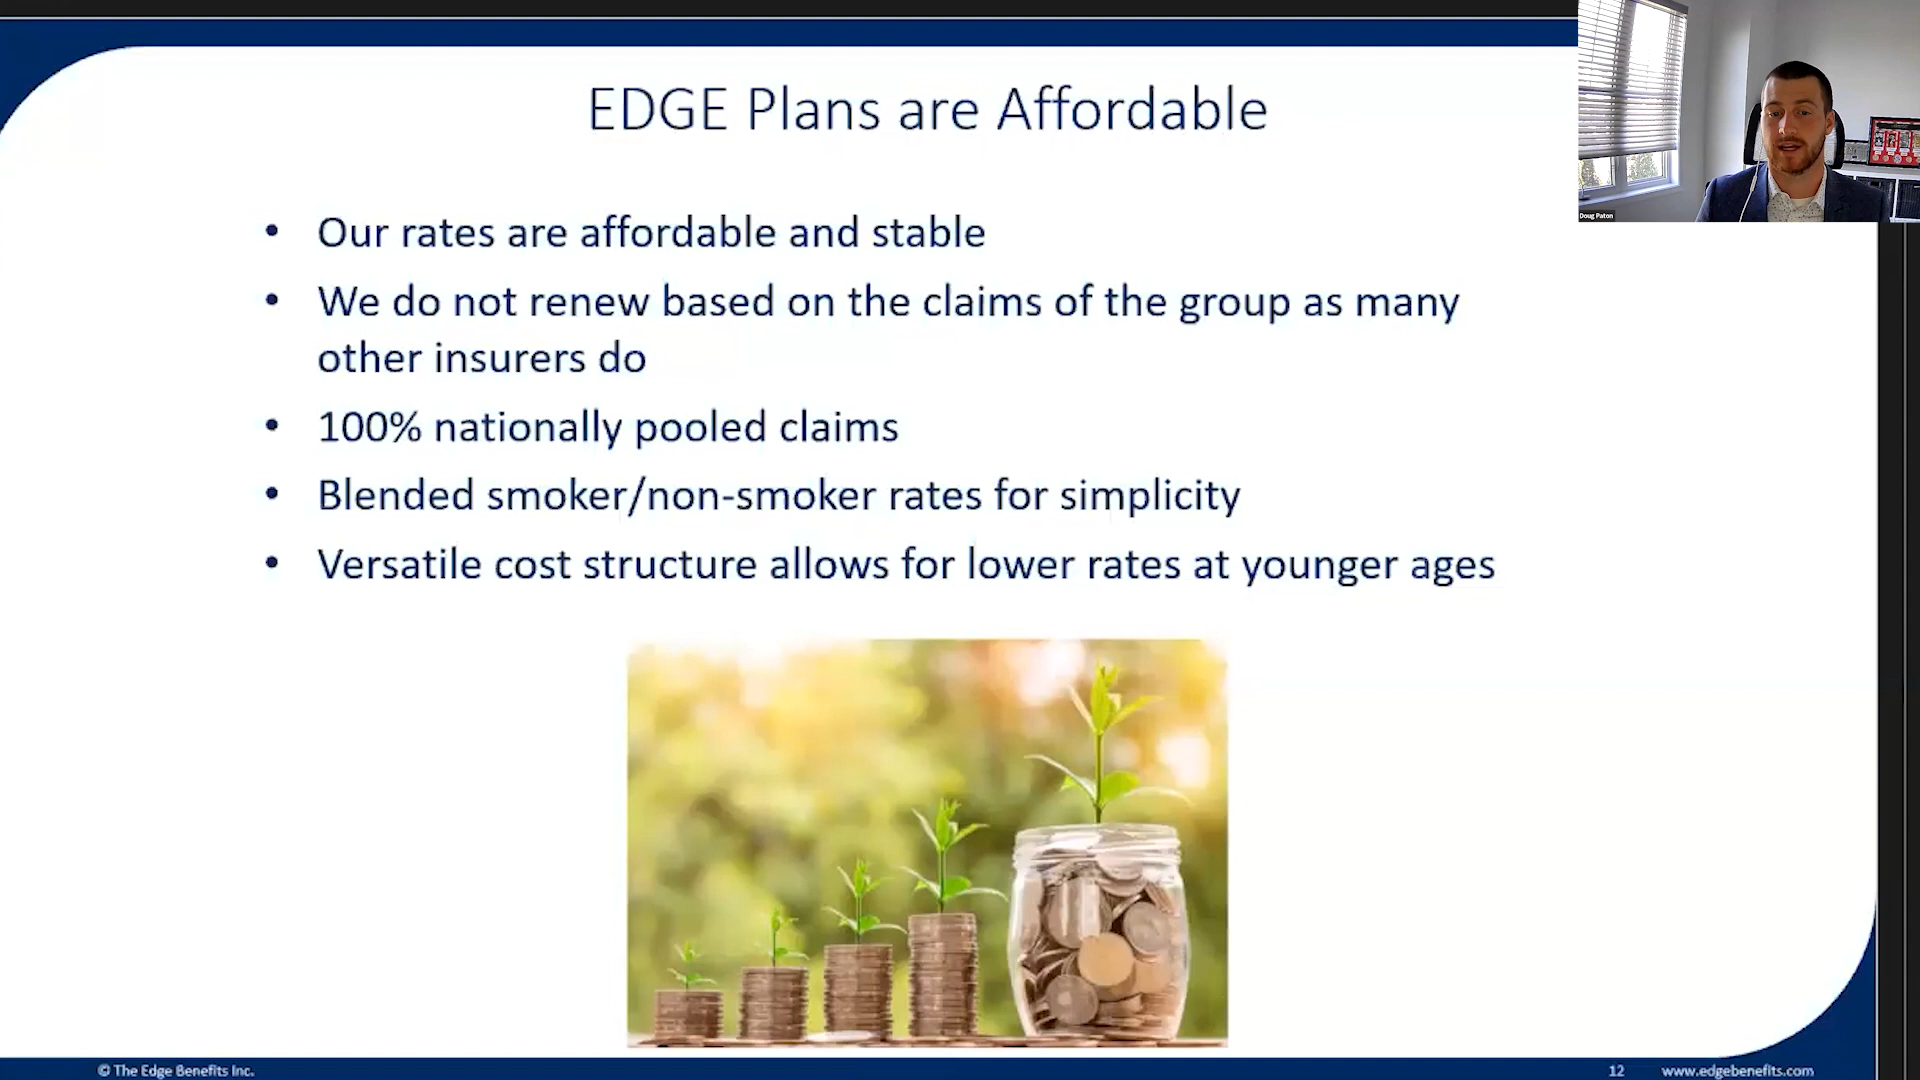 EDGE Plans are Affordable
Doug Paton
• Our rates are affordable and stable
• We do not renew based on the claims of the group as many
other insurers do
• 100% nationally pooled claims
• Blended smoker/non-smoker rates for simplicity
• Versatile cost structure allows for lower rates at younger ages
© The Edge Benefits Inc.
12
www.edgebenefits.com